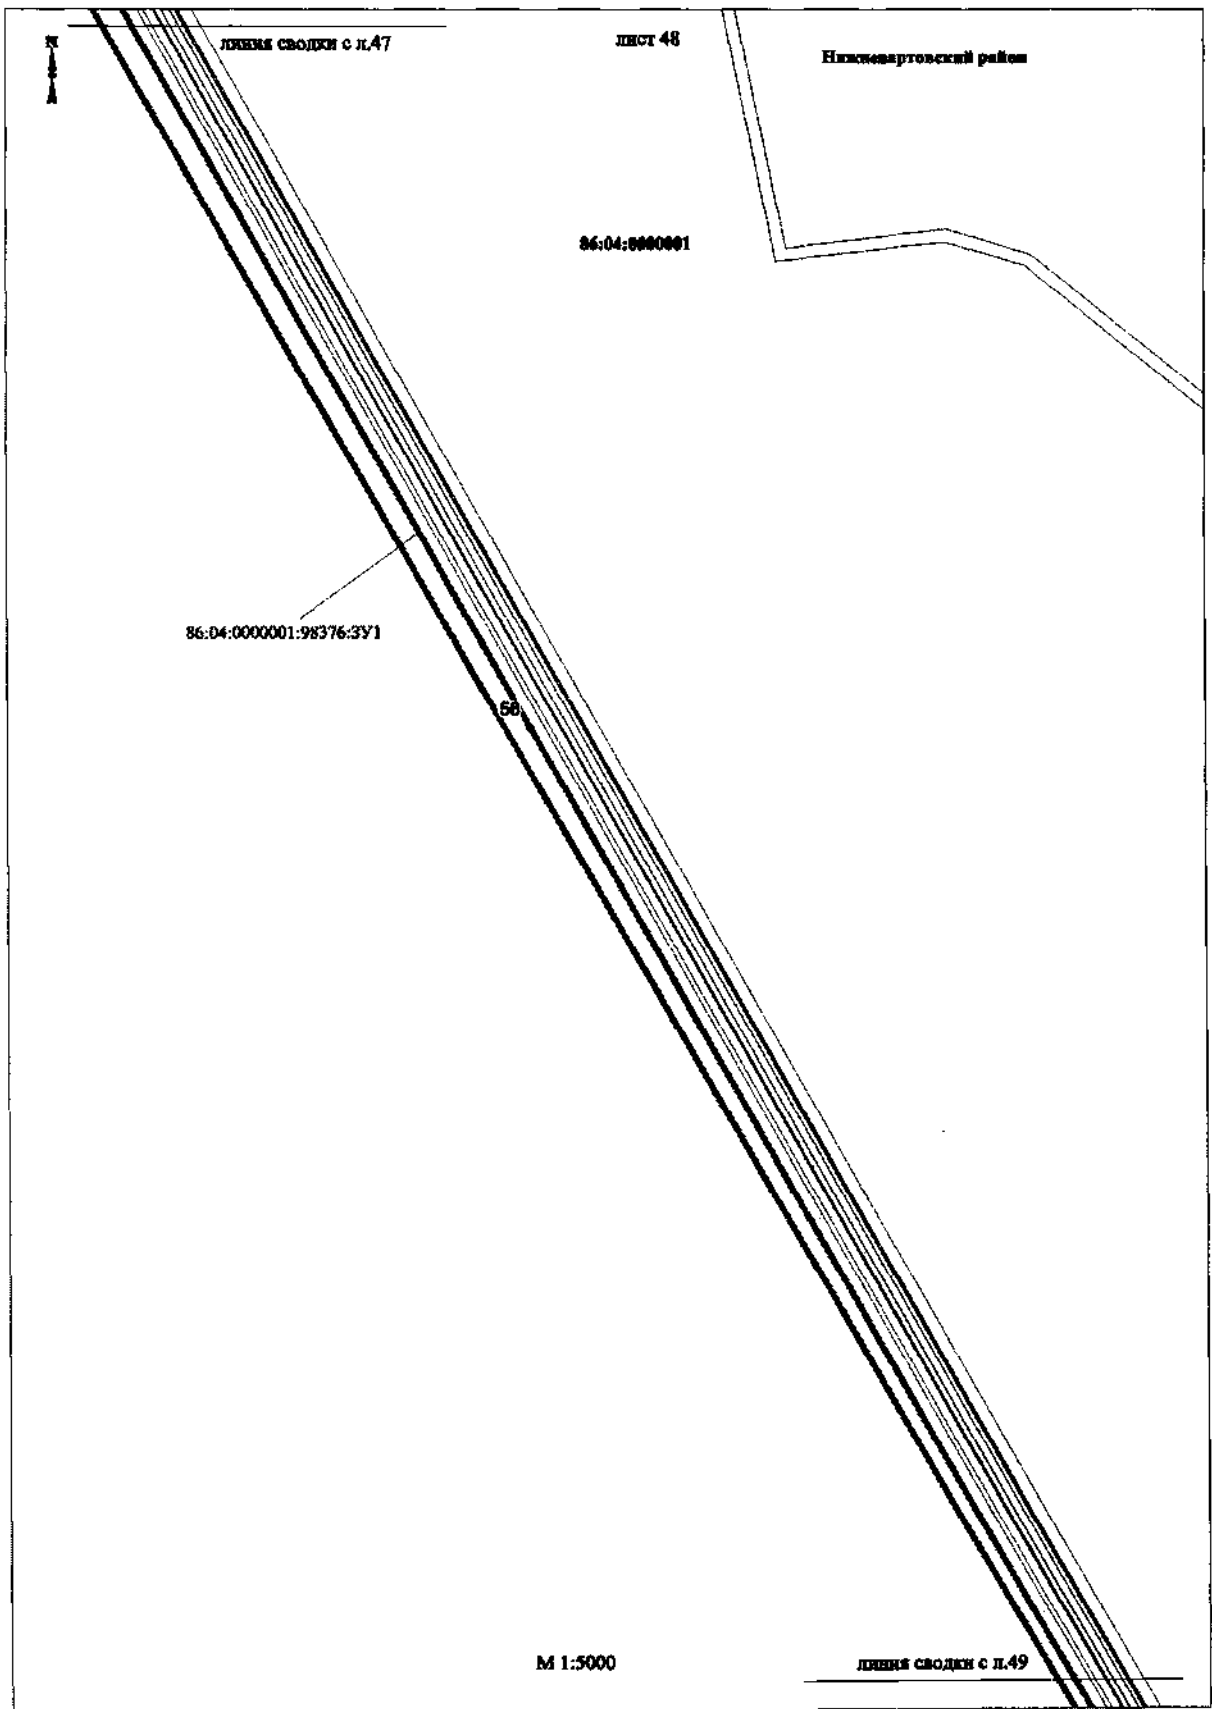 линия сводки с л.47
лист 48
Нижневартовский район
86:04:0000001
86:04:0000001:98376:ЗУ1
56
М 1:5000
линия сводки с л.49